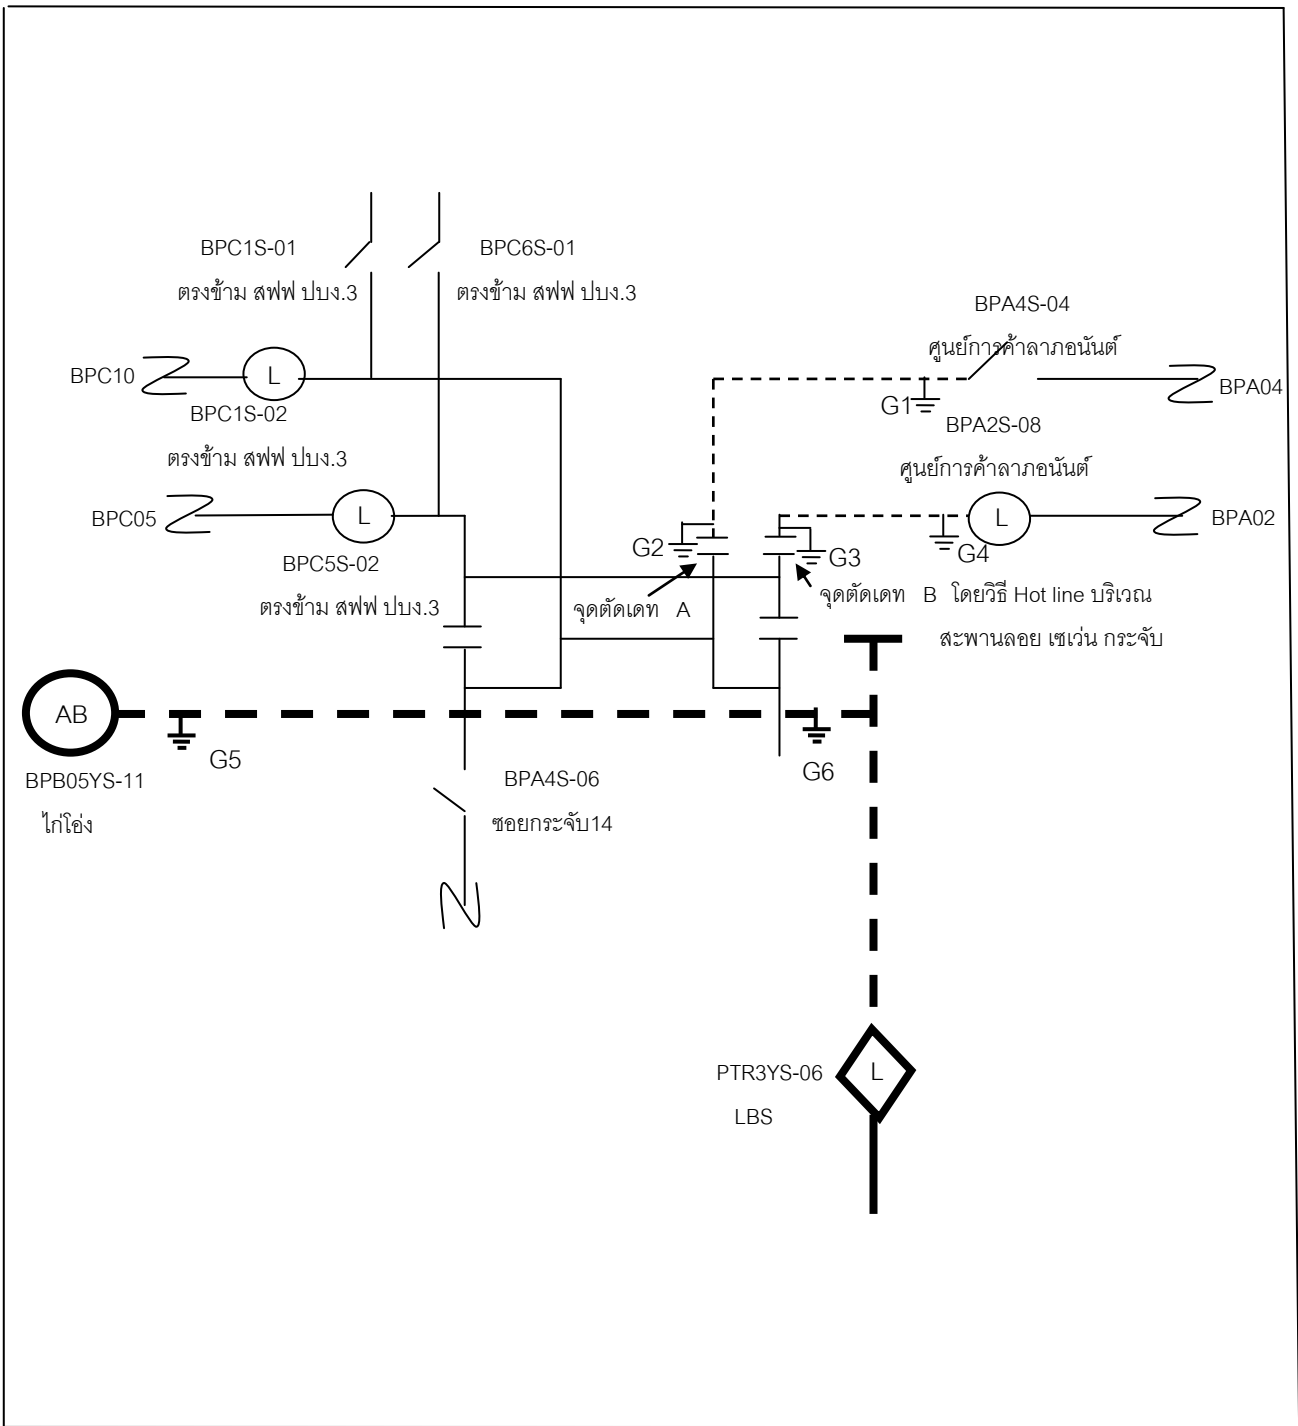 BPC1S-01
ตรงข้าม สฟฟ ปบง.3
BPC6S-01
ตรงข้าม สฟฟ ปบง.3
BPA4S-04
ศูนย์การค้าลาภอนันต์
BPC10
L
BPC1S-02
ตรงข้าม สฟฟ ปบง.3
G1
BPA04
BPA2S-08
ศูนย์การค้าลาภอนันต์
BPC05
L
BPC5S-02
ตรงข้าม สฟฟ ปบง.3
L
BPA02
G2
G3
G4
จุดตัดเดท A
จุดตัดเดท B โดยวิธี Hot line บริเวณ
สะพานลอย เซเว่น กระจับ
AB
BPB05YS-11
ไก่โอ่ง
G5
G6
BPA4S-06
ซอยกระจับ14
PTR3YS-06
LBS
L